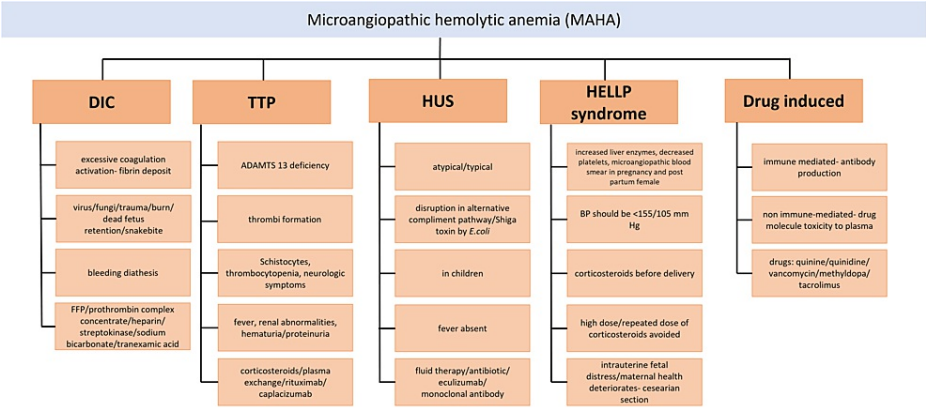 Microangiopathic hemolytic anemia (MAHA)
DIC
excessive coagulation
activation- fibrin deposit
virus/fungi/trauma/burn/
dead fetus
retention/snakebite
bleeding diathesis
FFP/prothrombin complex
concentrate/heparin/
streptokinase/sodium
bicarbonate/tranexamic acid
TTP
ADAMTS 13 deficiency
thrombi formation
Schistocytes,
thrombocytopenia, neurologic
symptoms
fever, renal abnormalities,
hematuria/proteinuria
corticosteroids/plasma
exchange/rituximab/
caplacizumab
HUS
atypical/typical
disruption in alternative
compliment pathway/Shiga
toxin by E.coli
in children
fever absent
fluid therapy/antibiotic/
eculizumab/
monoclonal antibody
HELLP
syndrome
increased liver enzymes, decreased
platelets, microangiopathic blood
smear in pregnancy and post
partum female
BP should be <155/105 mm
Hg
corticosteroids before delivery
high dose/repeated dose of
corticosteroids avoided
intrauterine fetal
distress/maternal health
deteriorates- cesearian
section
Drug induced
immune mediated- antibody
production
non immune-mediated- drug
molecule toxicity to plasma
drugs: quinine/quinidine/
vancomycin/methyldopa/
tacrolimus